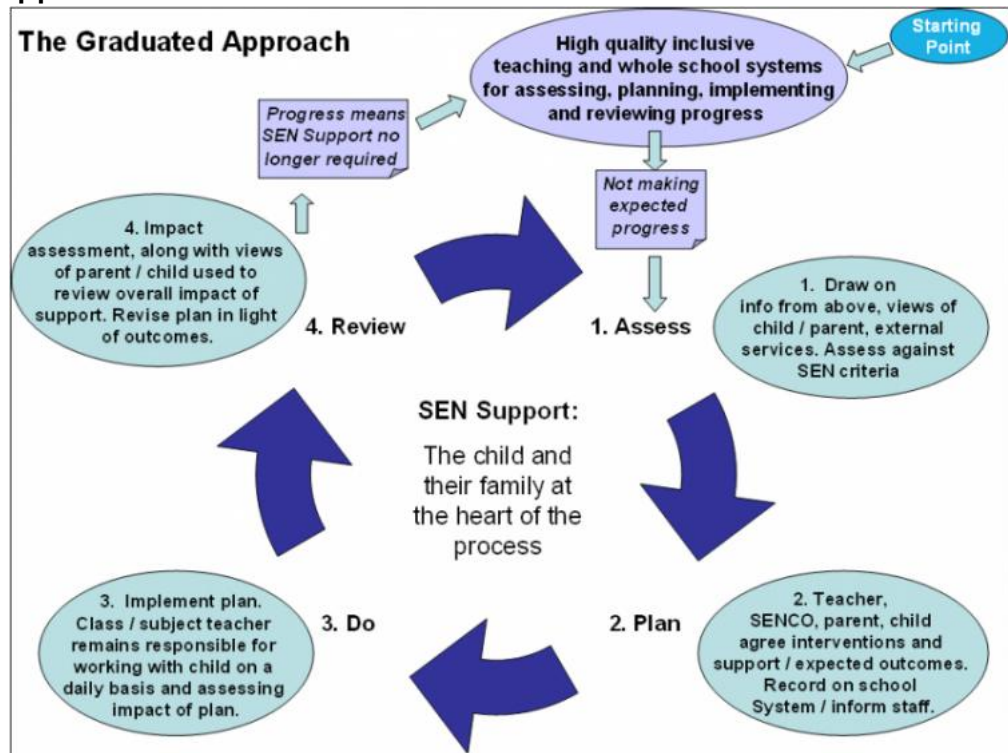 The Graduated Approach
High quality inclusive
teaching and whole school systems
for assessing, planning, implementing
and reviewing progress
Starting
Point
Progress means
SEN Support no
longer required
Not making
expected
progress
4. Impact
assessment, along with views
of parent / child used to
review overall impact of
support. Revise plan in light
of outcomes.
4. Review
1. Assess
1. Draw on
info from above, views of
child / parent, external
services. Assess against
SEN criteria
SEN Support:
The child and
their family at
the heart of the
process
3. Implement plan.
Class / subject teacher
remains responsible for
working with child on a
daily basis and assessing
impact of plan.
3. Do
2. Plan
2. Teacher,
SENCO, parent, child
agree interventions and
support / expected outcomes.
Record on school
System / inform staff.